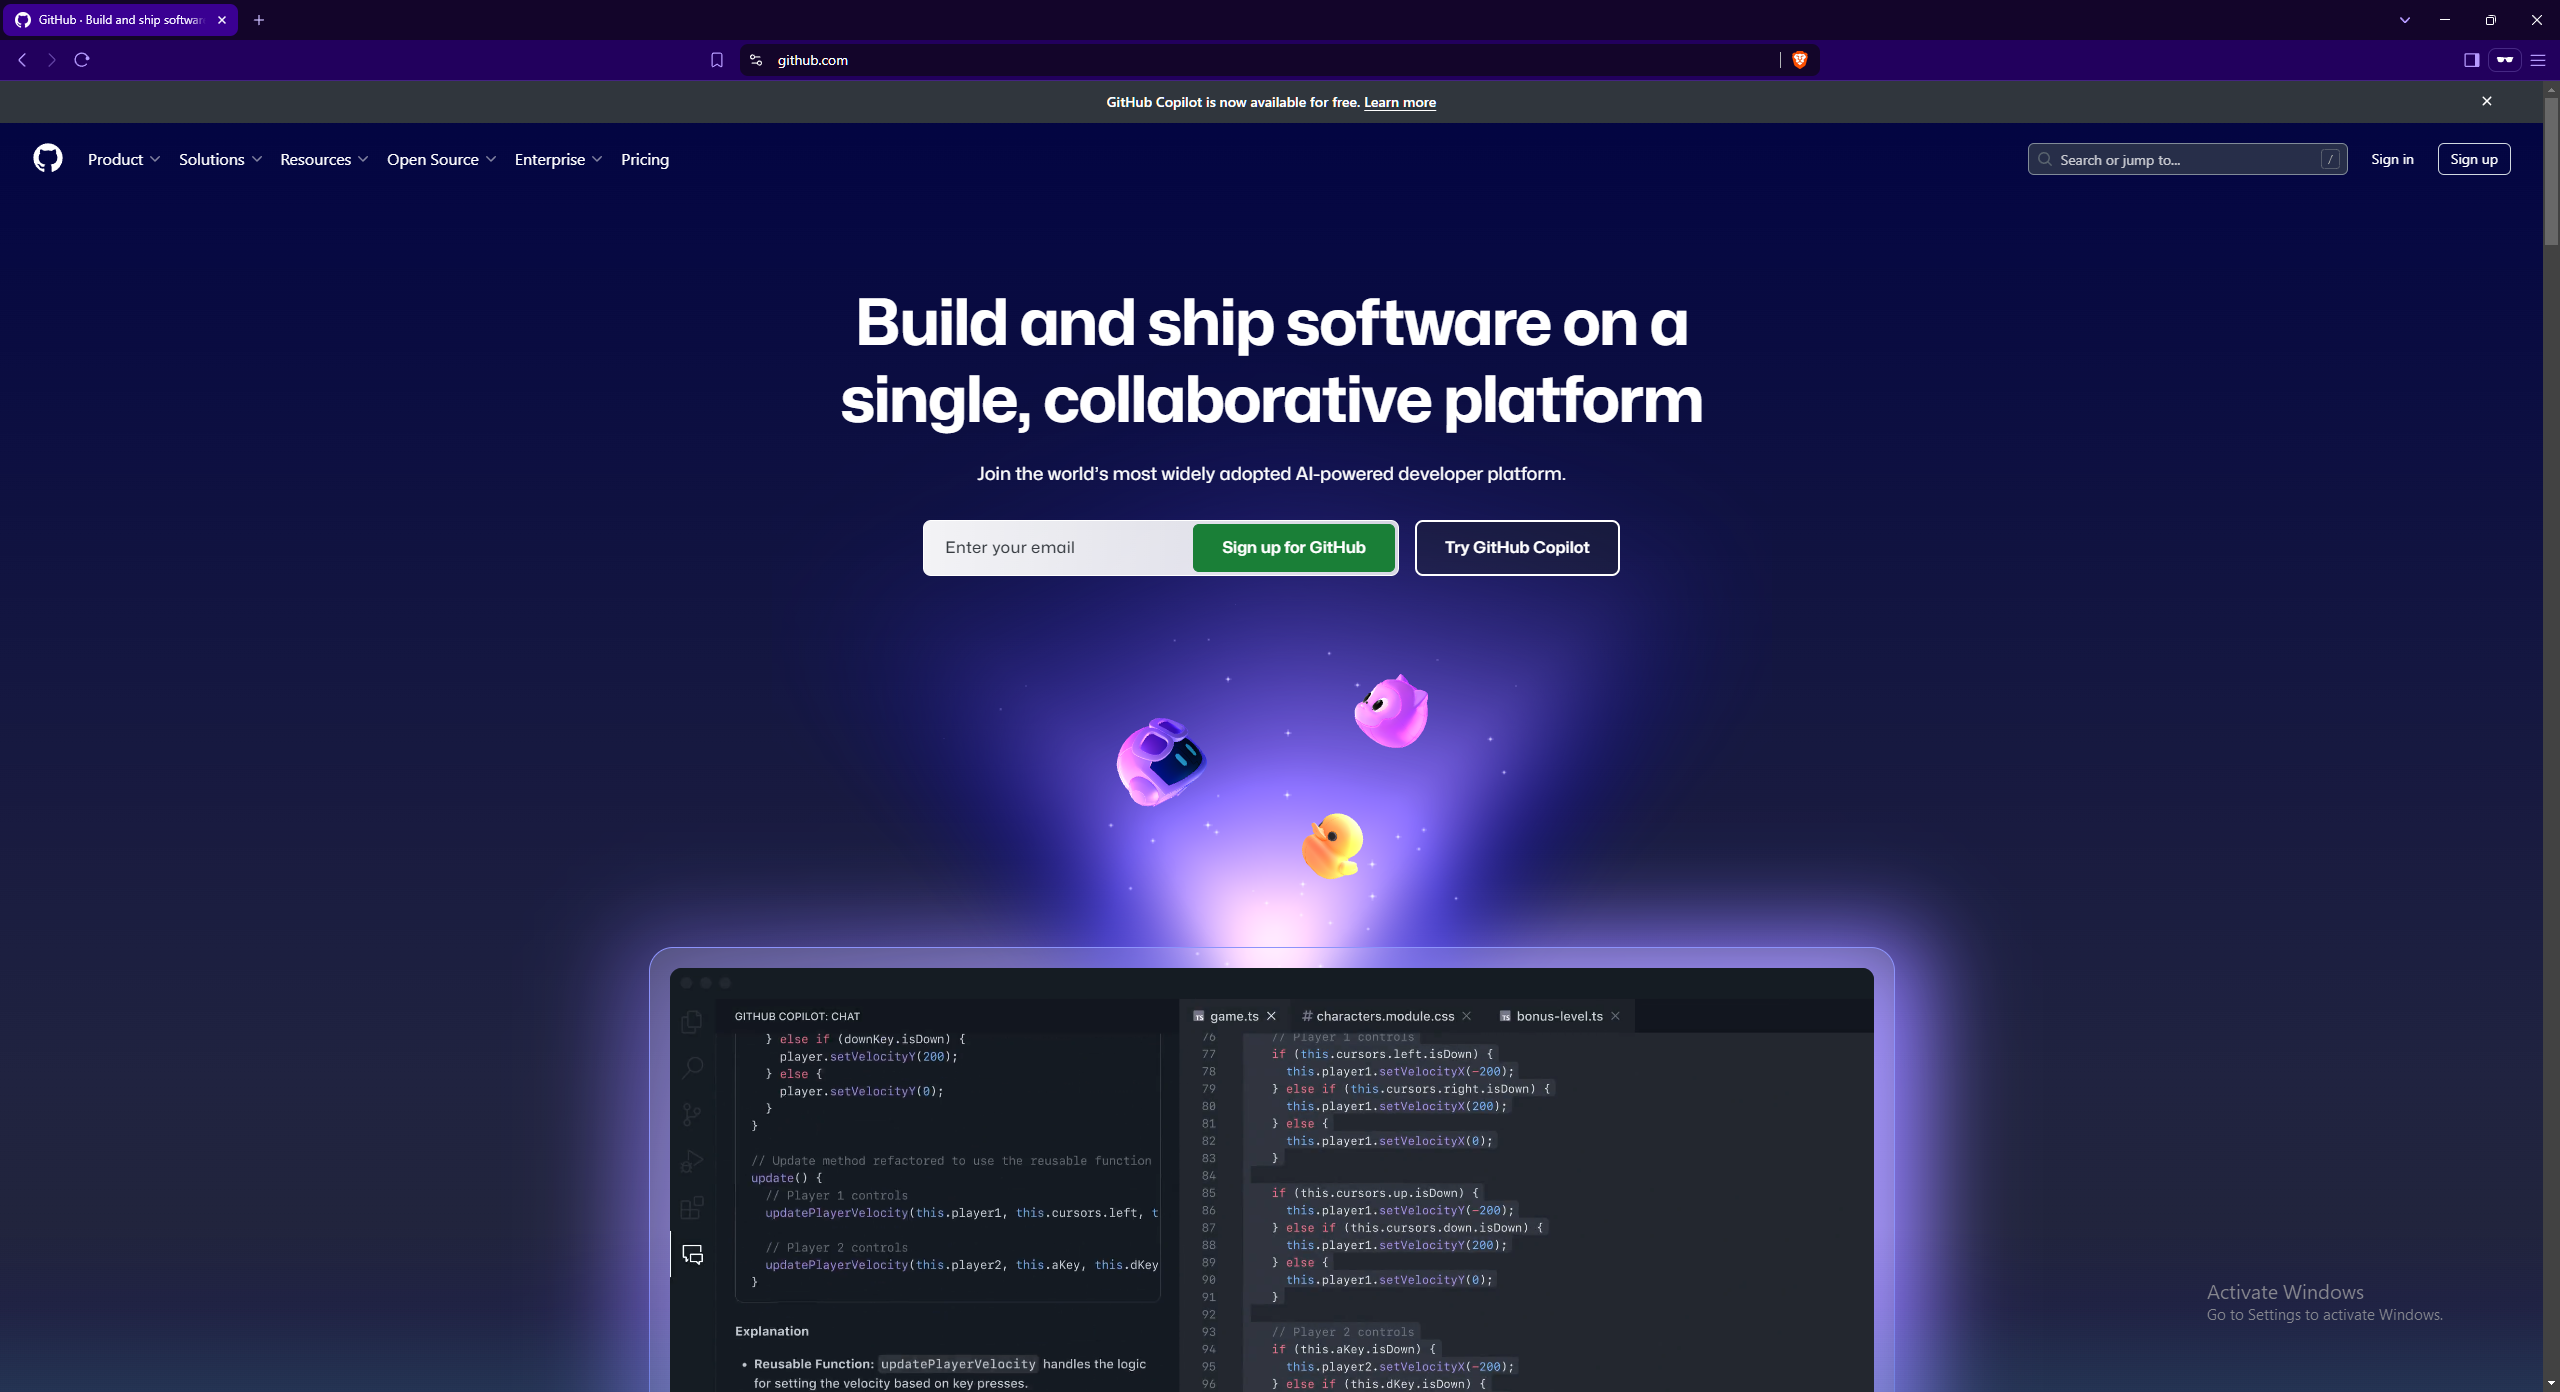 GitHub · Build and ship softwar
github.com
GitHub Copilot is now available for free. Learn more
Product
Solutions
Resources
Open Source
Enterprise
Pricing
Search or jump to...
/
Sign in
Sign up
Build and ship software on a
single, collaborative platform
Join the world's most widely adopted AI-powered developer platform.
Enter your email
Sign up for GitHub
Try GitHub Copilot
GITHUB COPILOT: CHAT
} else if (downKey.isDown) {
player.setVelocityY(200);
} else {
player.setVelocityY(0);
}
}
// Update method refactored to use the reusable function
update() {
// Player 1 controls
updatePlayerVelocity(this.player1, this.cursors.left, t
// Player 2 controls
updatePlayerVelocity(this.player2, this.aKey, this.dKey
}
Explanation
• Reusable Function: updatePlayerVelocity handles the logic
for setting the velocity based on key presses.
TS game.ts
# characters.module.css
TS bonus-level.ts
76 // Player 1 controls
77 if (this.cursors.left.isDown) {
78 this.player1.setVelocityX(-200);
79 } else if (this.cursors.right.isDown) {
80 this.player1.setVelocityX(200);
81 } else {
82 this.player1.setVelocityX(0);
83 }
84
85 if (this.cursors.up.isDown) {
86 this.player1.setVelocityY(-200);
87 } else if (this.cursors.down.isDown) {
88 this.player1.setVelocityY(200);
89 } else {
90 this.player1.setVelocityY(0);
91 }
92
93 // Player 2 controls
94 if (this.aKey.isDown) {
95 this.player2.setVelocityX(-200);
96 } else if (this.dKey.isDown) {
Activate Windows
Go to Settings to activate Windows.